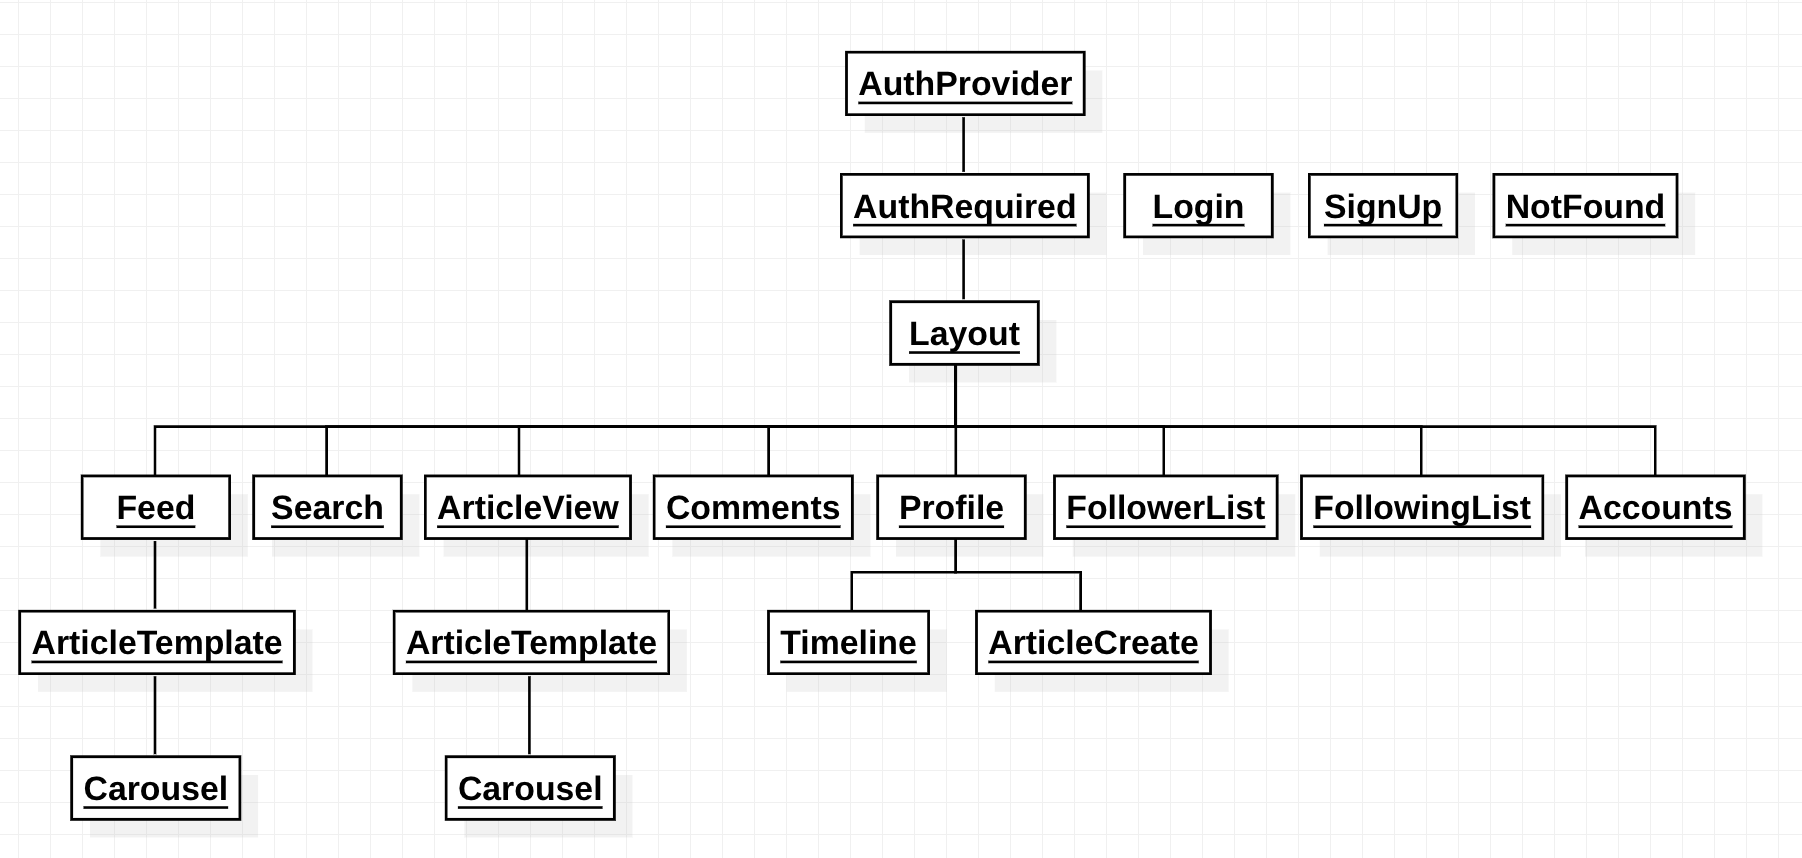 AuthProvider
AuthRequired Login SignUp NotFound
Layout
Feed Search ArticleView Comments Profile FollowerList FollowingList Accounts
ArticleTemplate ArticleTemplate Timeline ArticleCreate
Carousel Carousel